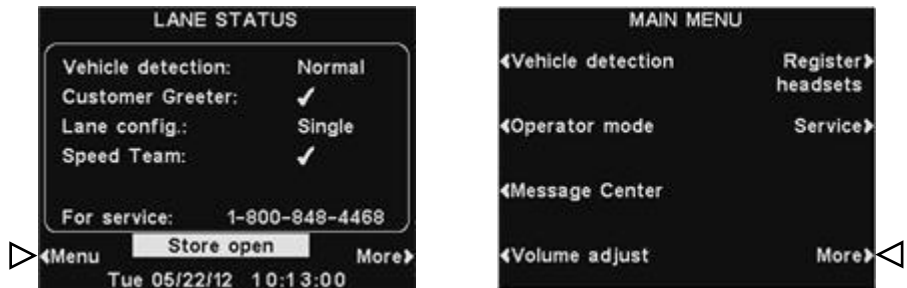 LANE STATUS
Vehicle detection: Normal
Customer Greeter: ✓
Lane config.: Single
Speed Team: ✓
For service: 1-800-848-4468
Store open
Menu More
Tue 05/22/12 10:13:00
MAIN MENU
Vehicle detection Register
headsets
Operator mode Service
Message Center
Volume adjust More